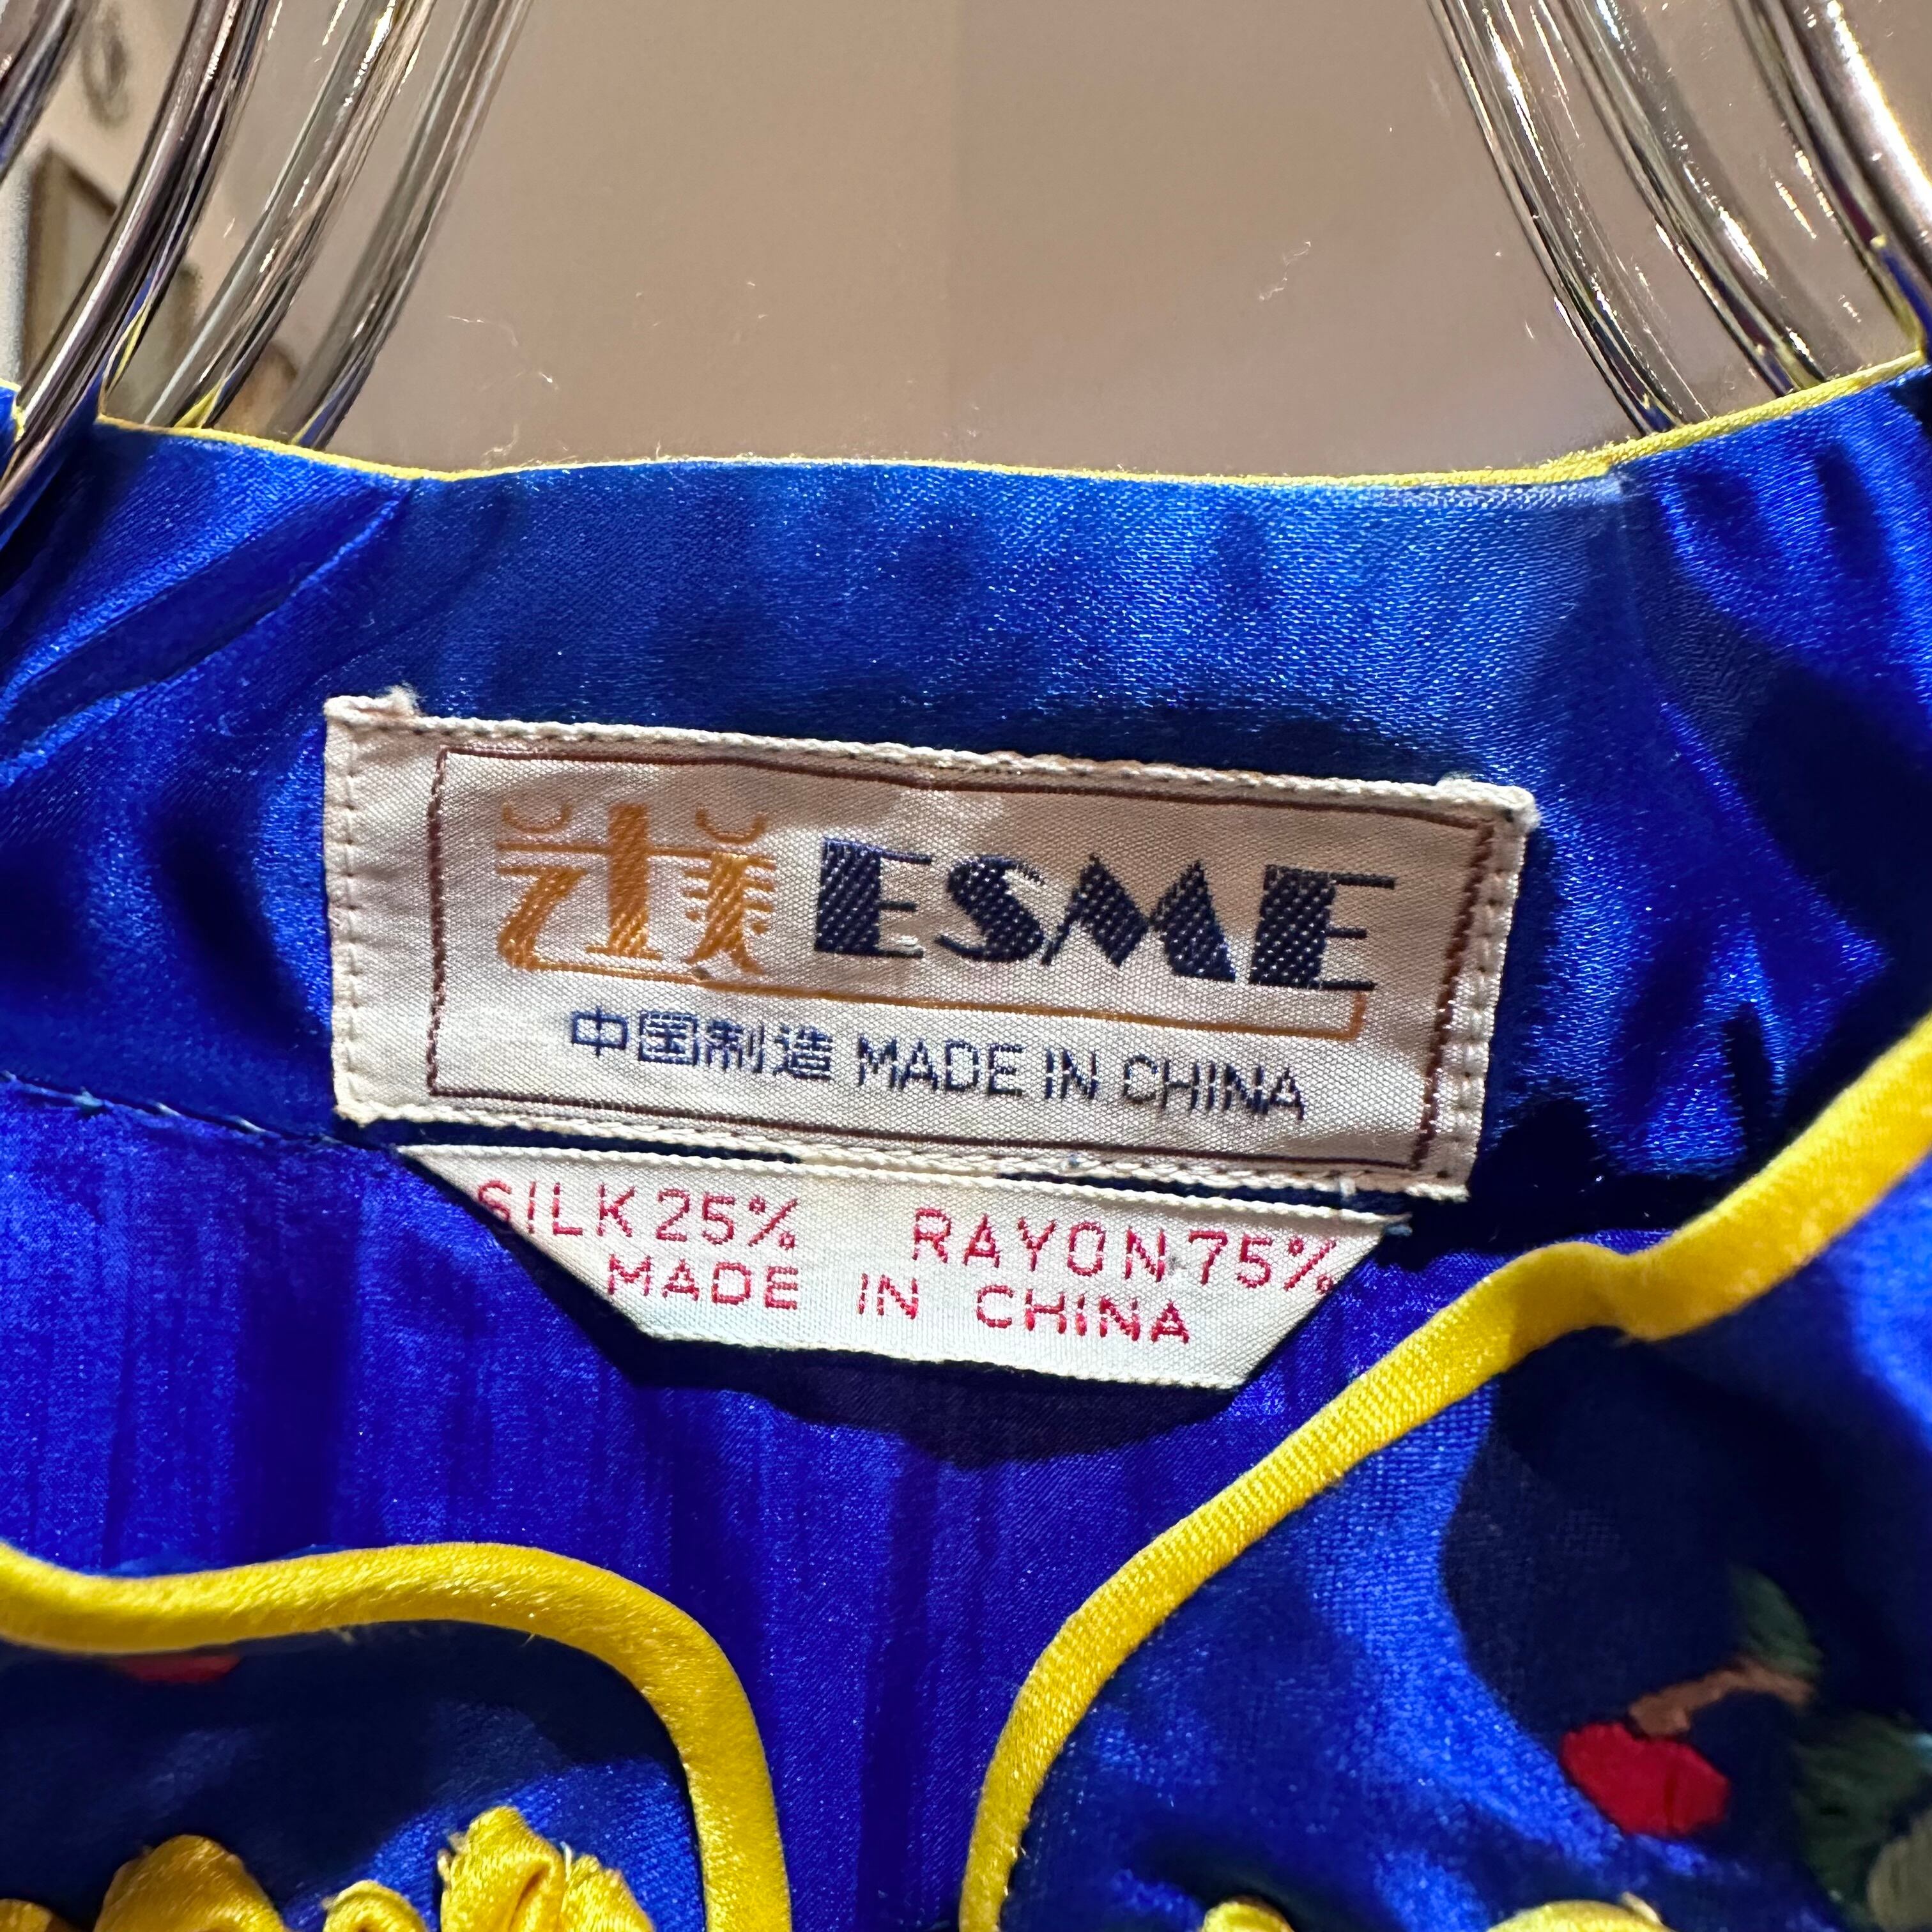 ESME
中国制造 MADE IN CHINA
SILK 25% RAYON 75%
MADE IN CHINA